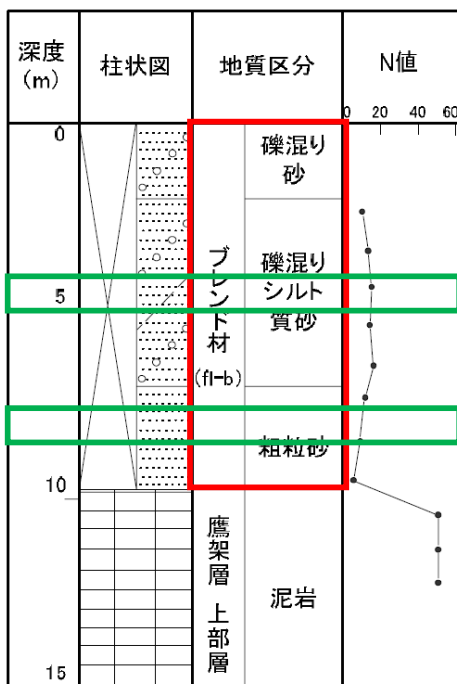 深度
(m)
柱状図
地質区分
N値
0 20 40 60
0
5
10
15
ブレンド材
(fl-b)
礫混り
砂
礫混り
シルト
質砂
粗粒砂
鷹架層 上部層
泥岩